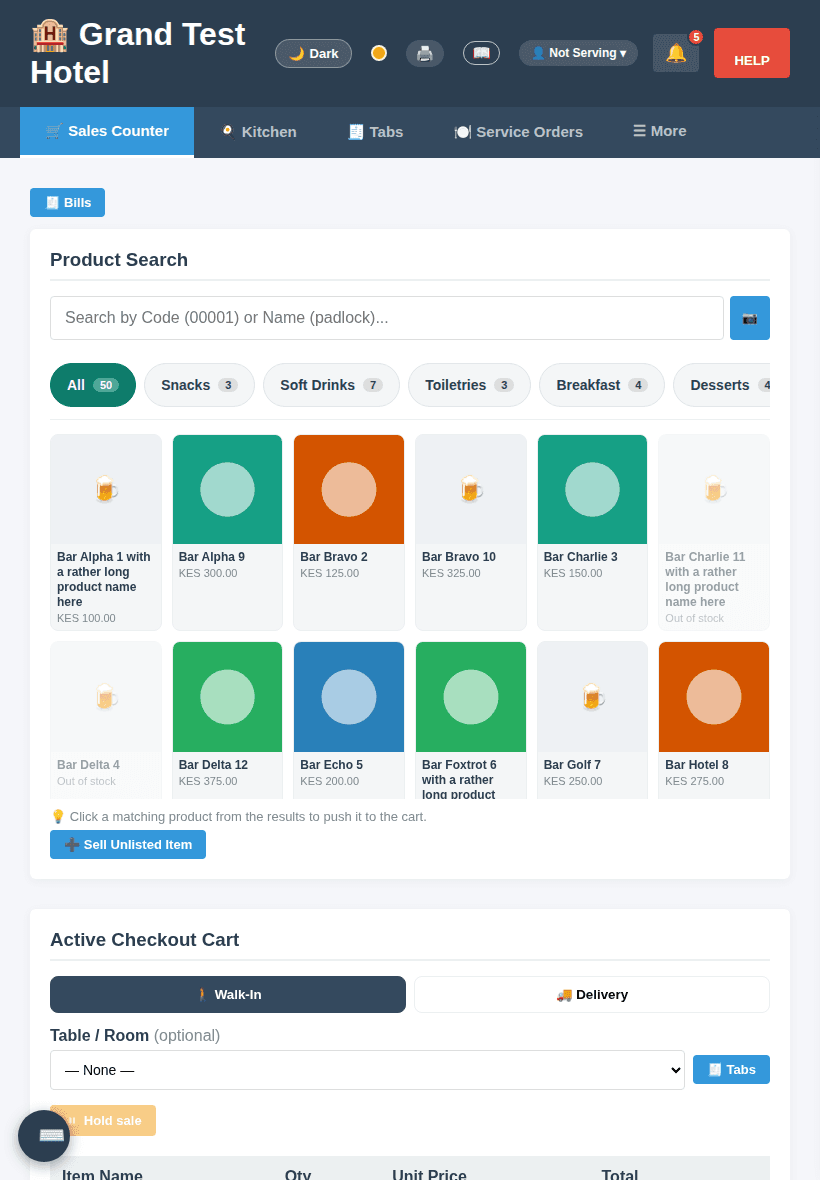 Grand Test
Hotel
Dark
Not Serving ▾
5
HELP
Sales Counter
Kitchen
Tabs
Service Orders
☰ More
Bills
Product Search
Search by Code (00001) or Name (padlock)...
All 50
Snacks 3
Soft Drinks 7
Toiletries 3
Breakfast 4
Desserts 4
Bar Alpha 1 with
a rather long
product name
here
KES 100.00
Bar Alpha 9
KES 300.00
Bar Bravo 2
KES 125.00
Bar Bravo 10
KES 325.00
Bar Charlie 3
KES 150.00
Bar Charlie 11
with a rather
long product
name here
Out of stock
Bar Delta 4
Out of stock
Bar Delta 12
KES 375.00
Bar Echo 5
KES 200.00
Bar Foxtrot 6
with a rather
long product
Bar Golf 7
KES 250.00
Bar Hotel 8
KES 275.00
Click a matching product from the results to push it to the cart.
Sell Unlisted Item
Active Checkout Cart
Walk-In
Delivery
Table / Room (optional)
— None —
Tabs
Hold sale
Item Name
Qty
Unit Price
Total